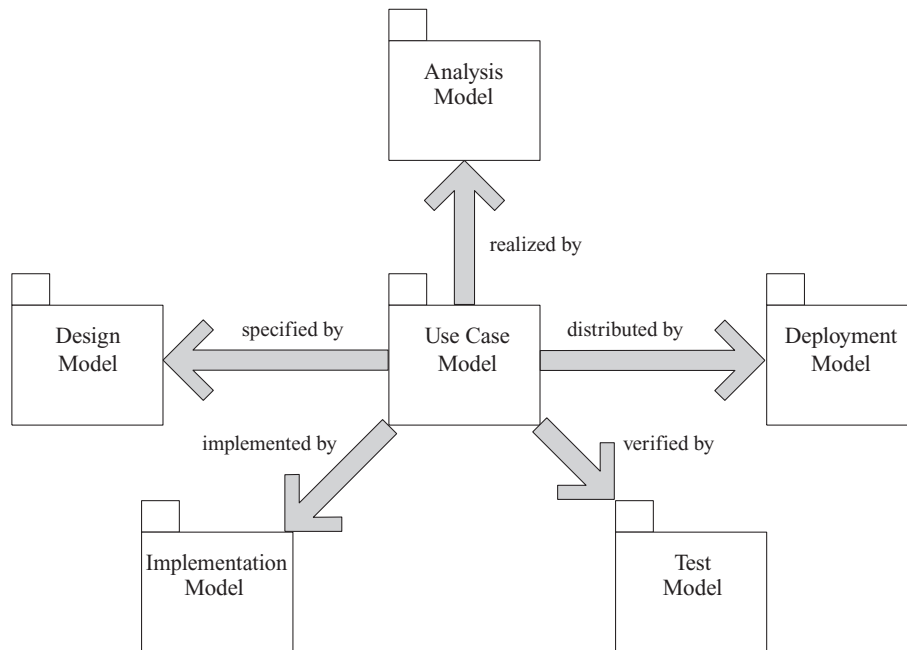 Analysis
Model
realized by
Design
Model
specified by
Use Case
Model
distributed by
Deployment
Model
implemented by
verified by
Implementation
Model
Test
Model